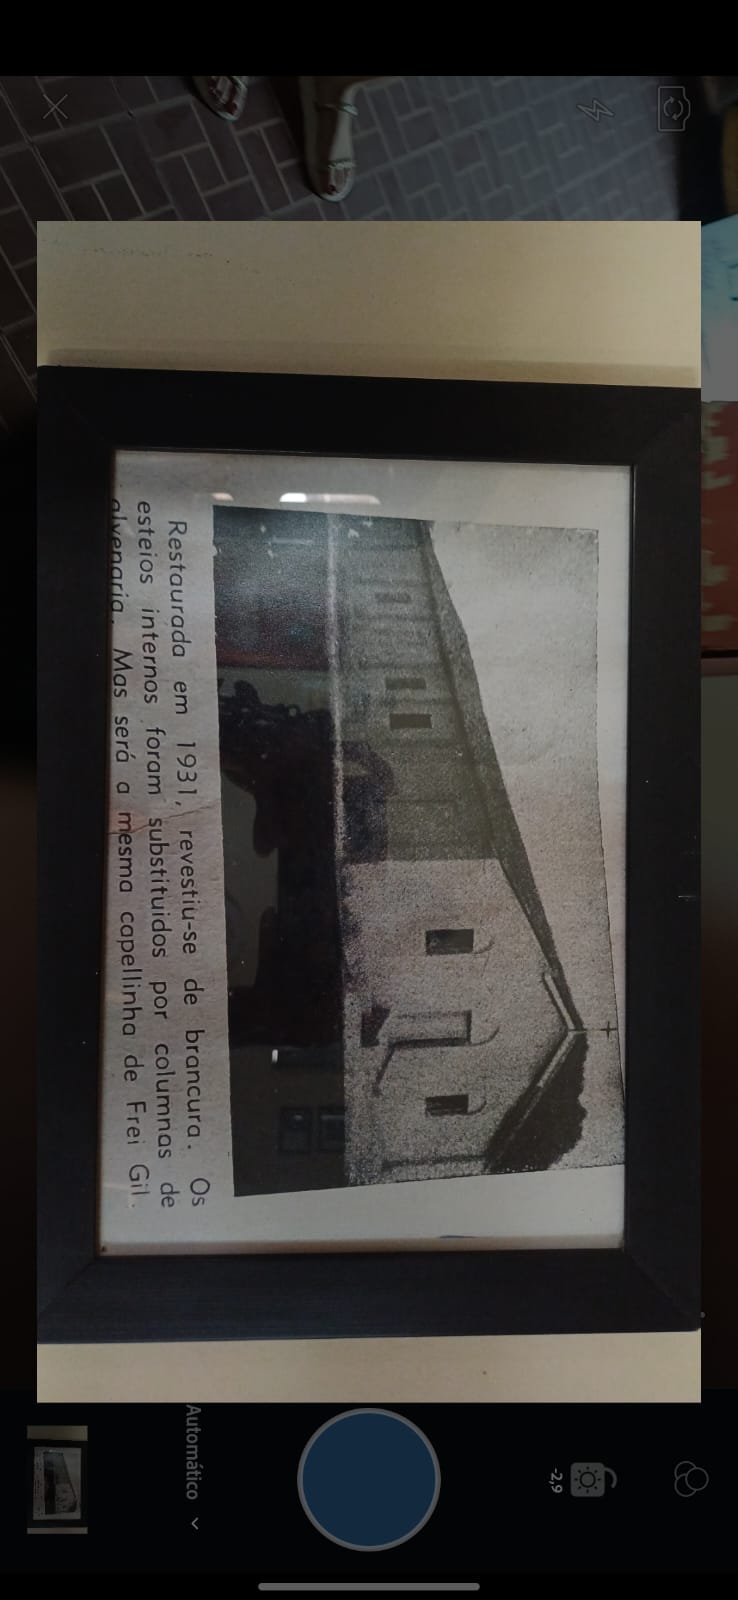 Restaurada em 1931, revestiu-se de brancura. Os
esteios internos foram substituidos por columnas de
alvenaria. Mas será a mesma capellinha de Frei Gil.
Automático
-2,9